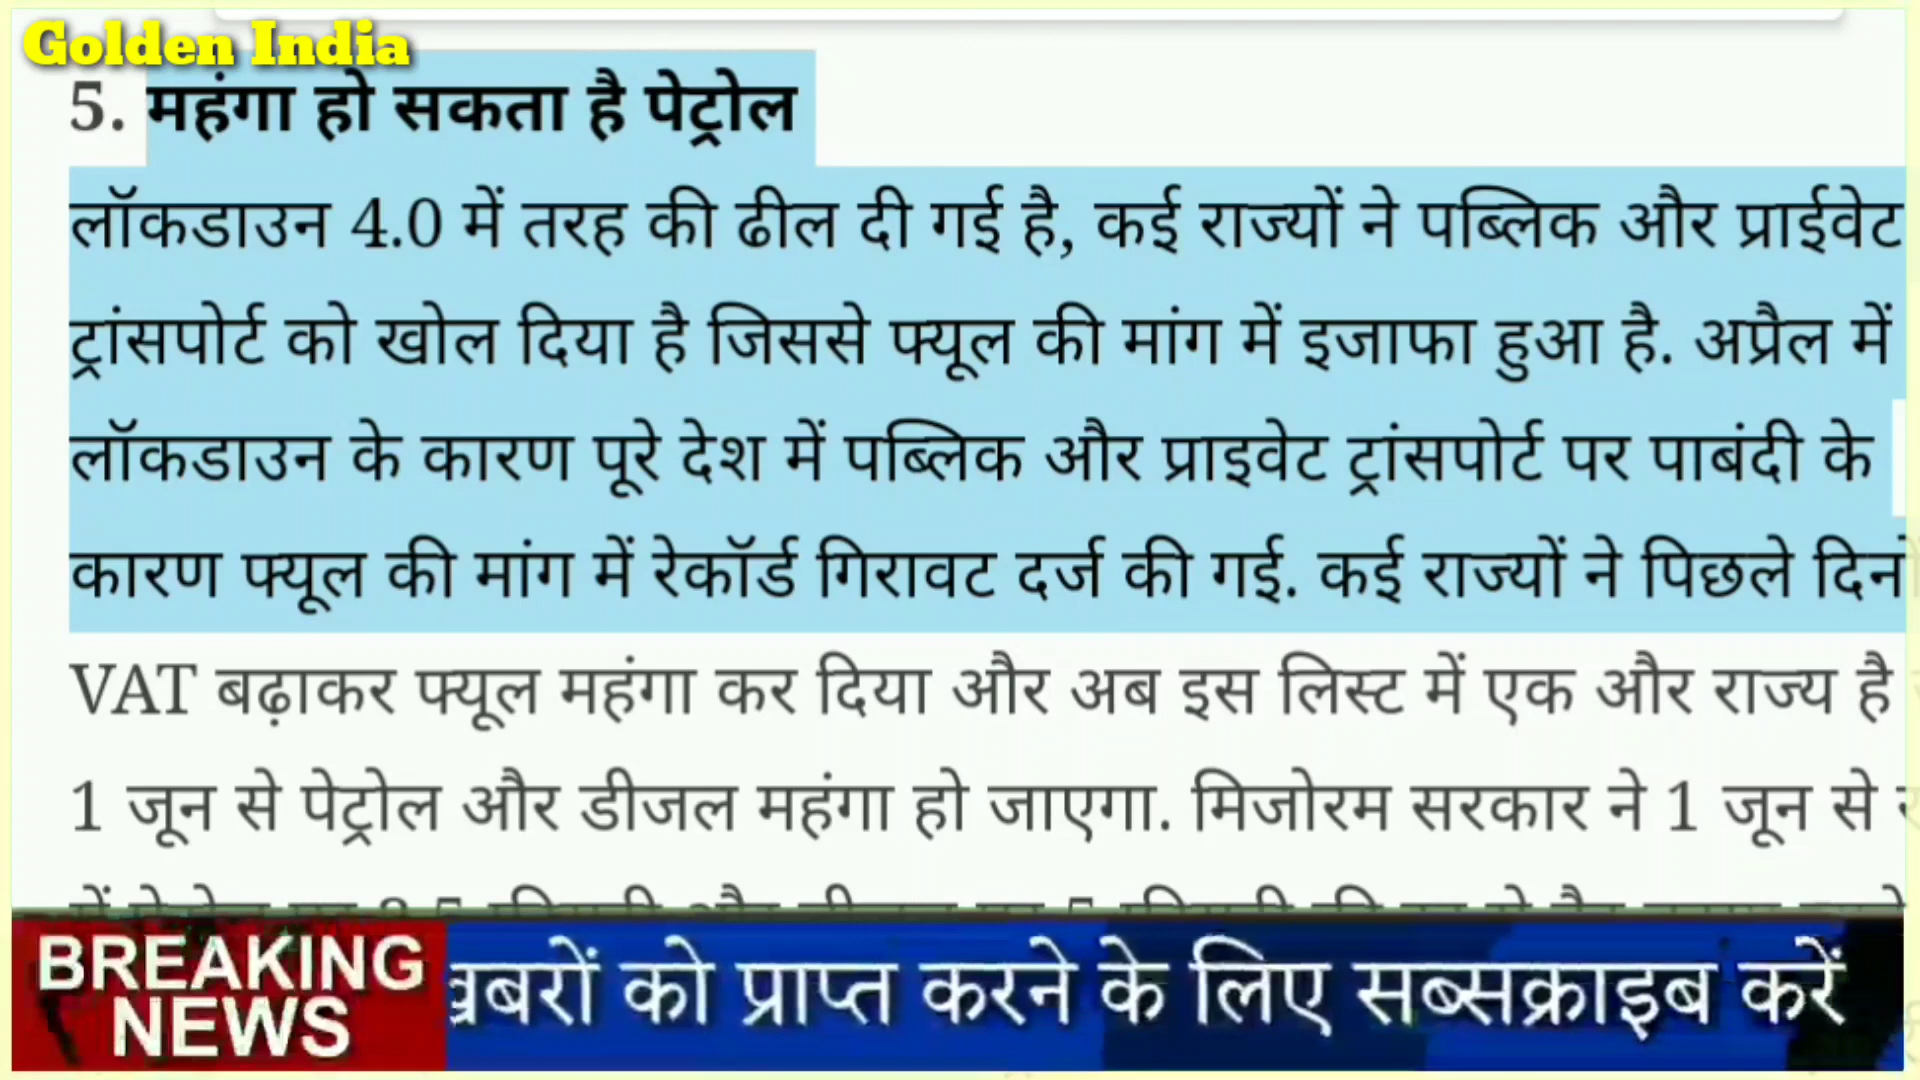 Golden India
5. महंगा हो सकता है पेट्रोल
लॉकडाउन 4.0 में तरह की ढील दी गई है, कई राज्यों ने पब्लिक और प्राईवेट
ट्रांसपोर्ट को खोल दिया है जिससे फ्यूल की मांग में इजाफा हुआ है. अप्रैल में
लॉकडाउन के कारण पूरे देश में पब्लिक और प्राइवेट ट्रांसपोर्ट पर पाबंदी के
कारण फ्यूल की मांग में रेकॉर्ड गिरावट दर्ज की गई. कई राज्यों ने पिछले दिनों
VAT बढ़ाकर फ्यूल महंगा कर दिया और अब इस लिस्ट में एक और राज्य है
1 जून से पेट्रोल और डीजल महंगा हो जाएगा. मिजोरम सरकार ने 1 जून से
BREAKING
NEWS
खबरों को प्राप्त करने के लिए सब्सक्राइब करें